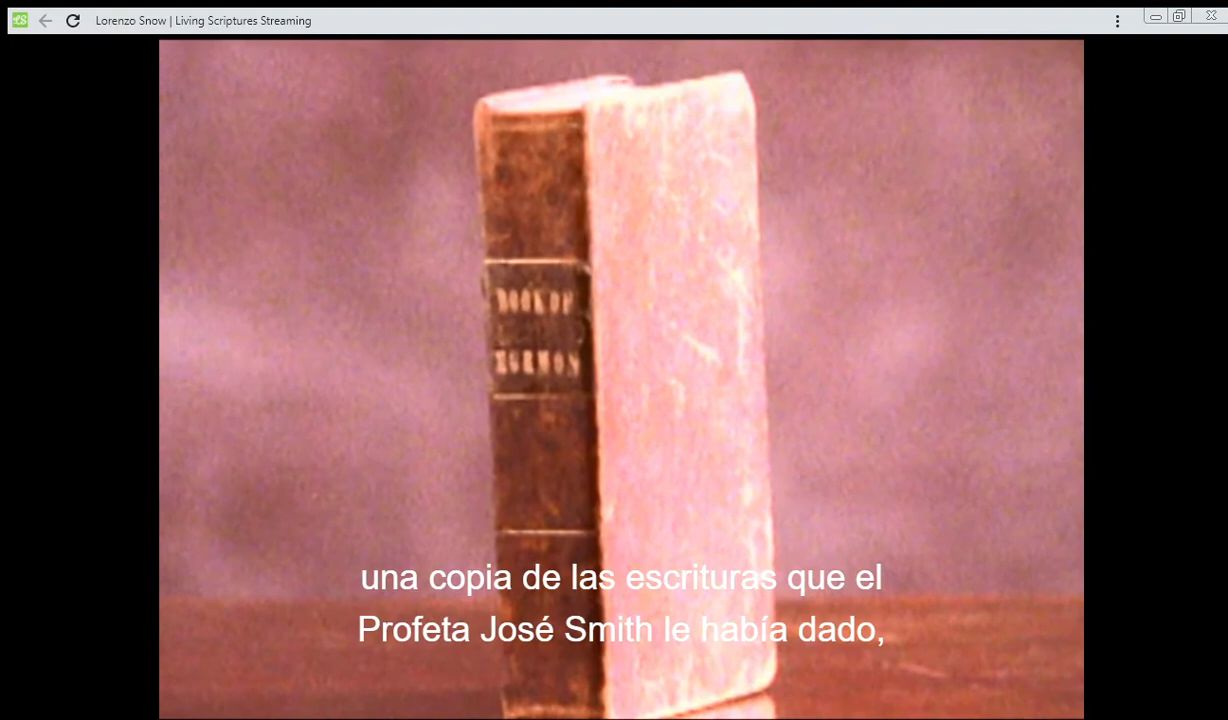 Lorenzo Snow | Living Scriptures Streaming
BOOK OF
MORMON
una copia de las escrituras que el
Profeta José Smith le había dado,